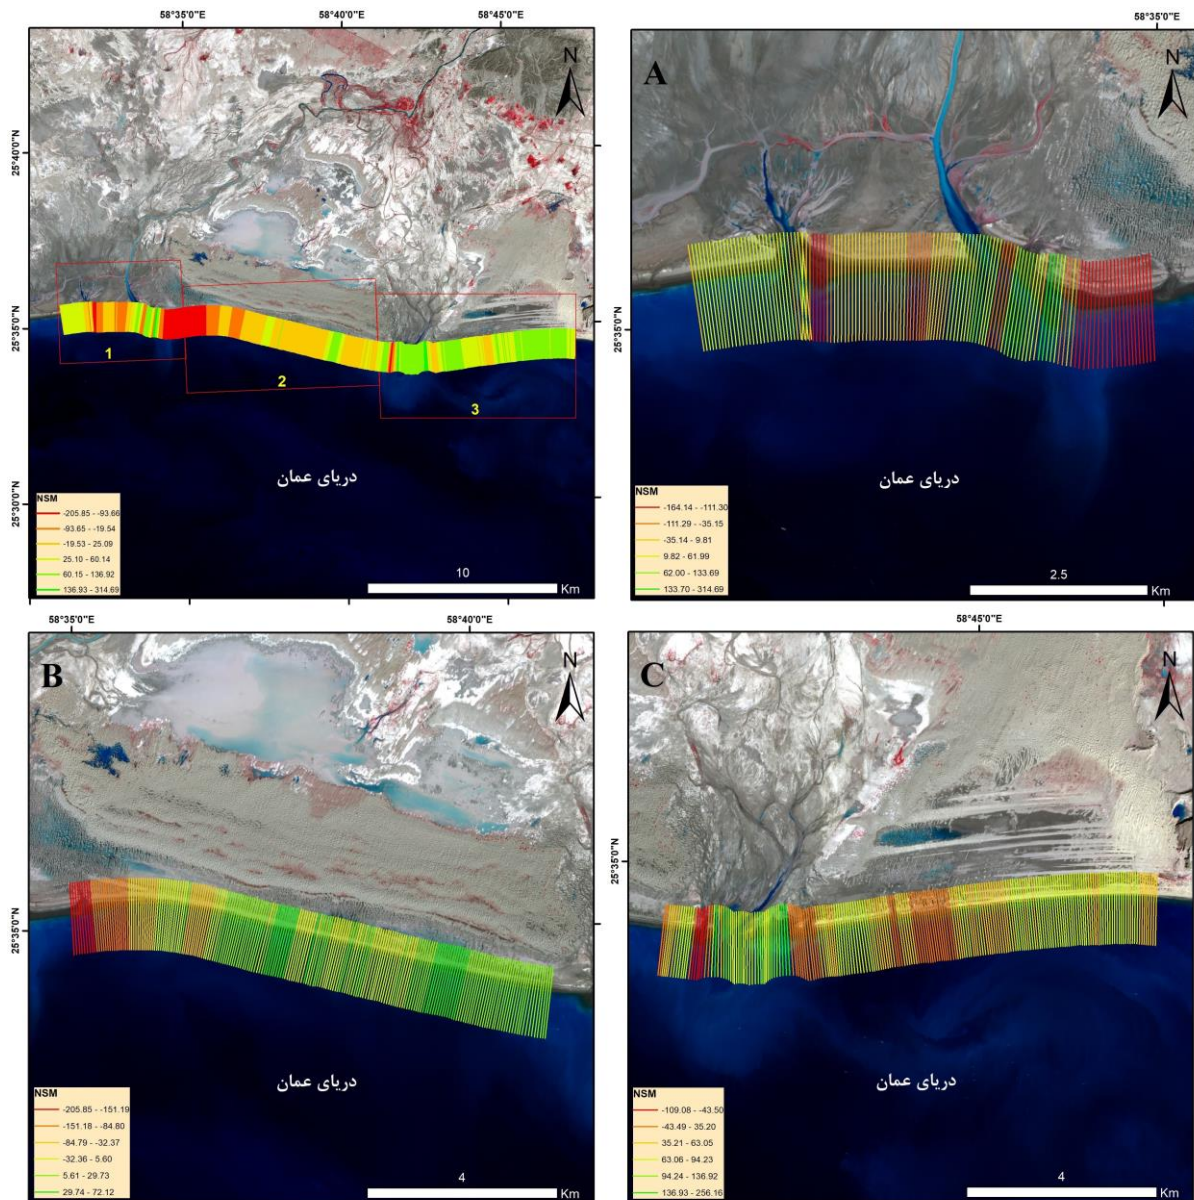 58°35'0"E
58°40'0"E
58°45'0"E
N
25°40'0"N
25°35'0"N
25°30'0"N
1
2
3
دریای عمان
NSM
-205.85 - -93.66
-93.65 - -19.54
-19.53 - 25.09
25.10 - 60.14
60.15 - 136.92
136.93 - 314.69
10
Km
58°35'0"E
A
N
25°35'0"N
دریای عمان
NSM
-164.14 - -111.30
-111.29 - -35.15
-35.14 - 9.81
9.82 - 61.99
62.00 - 133.69
133.70 - 314.69
2.5
Km
58°35'0"E
58°40'0"E
B
N
25°35'0"N
دریای عمان
NSM
-205.85 - -151.19
-151.18 - -84.80
-84.79 - -32.37
-32.36 - 5.60
5.61 - 29.73
29.74 - 72.12
4
Km
58°45'0"E
C
N
25°35'0"N
دریای عمان
NSM
-109.08 - -43.50
-43.49 - 35.20
35.21 - 63.05
63.06 - 94.23
94.24 - 136.92
136.93 - 256.16
4
Km